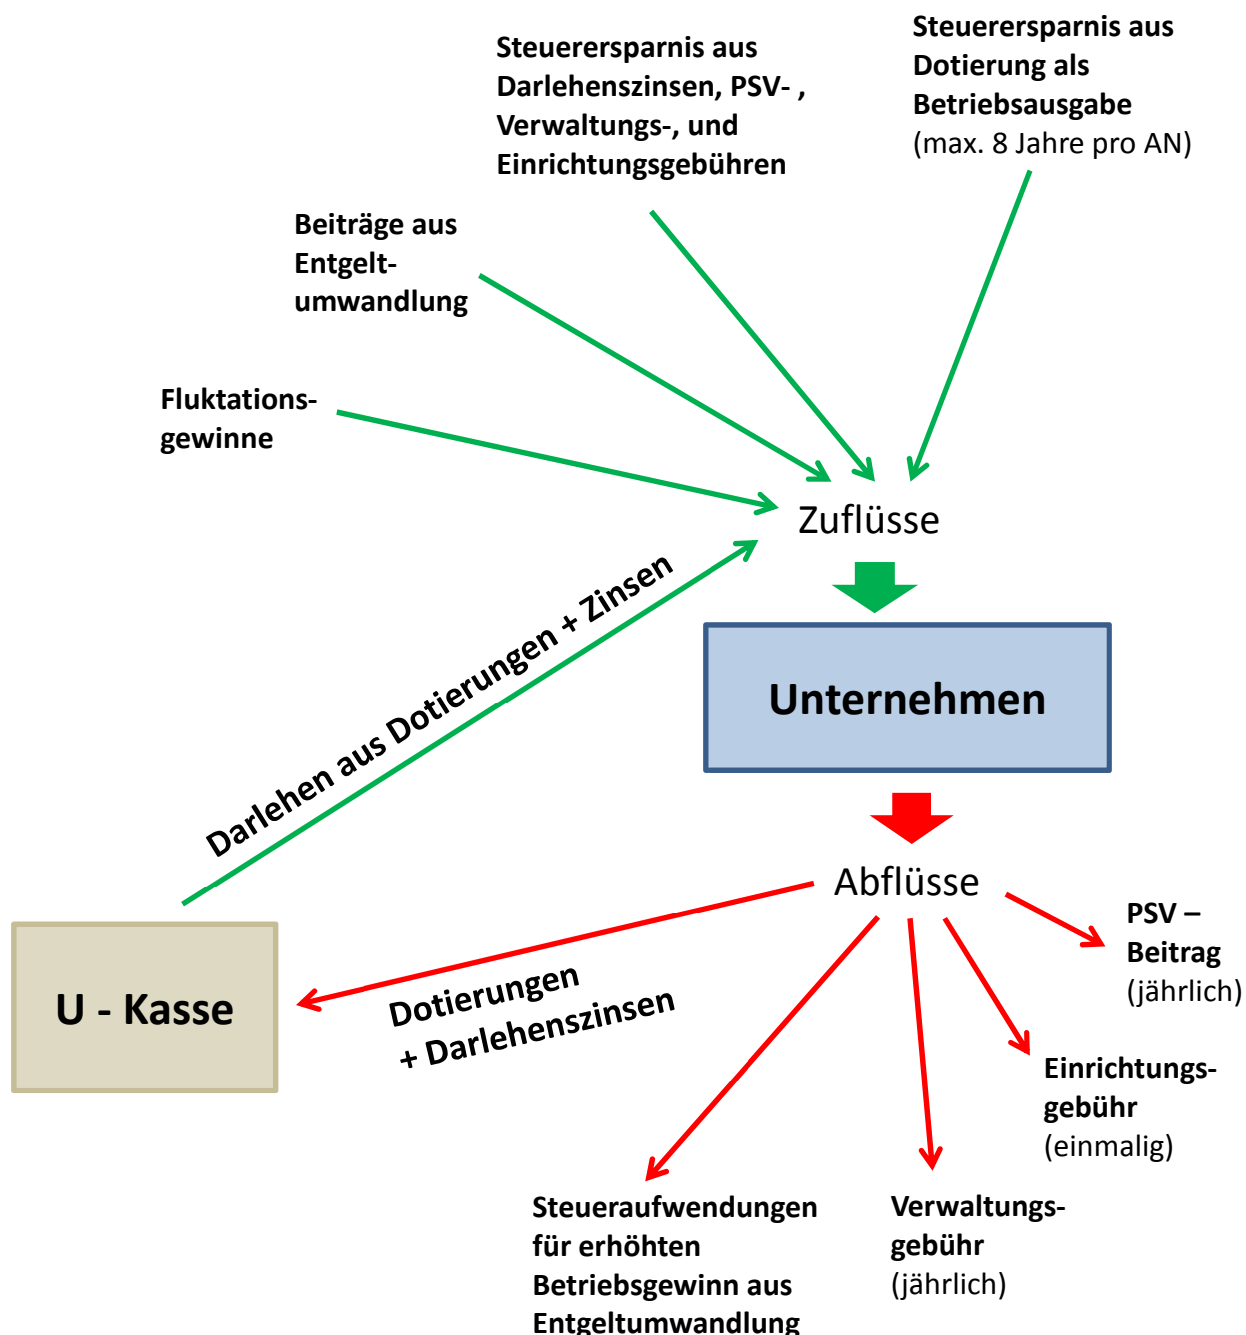 Steuerersparnis aus
Darlehenszinsen, PSV- ,
Verwaltungs-, und
Einrichtungsgebühren
Steuerersparnis aus
Dotierung als
Betriebsausgabe
(max. 8 Jahre pro AN)
Beiträge aus
Entgelt-
umwandlung
Fluktations-
gewinne
Zuflüsse
Darlehen aus Dotierungen + Zinsen
Unternehmen
Abflüsse
U - Kasse
Dotierungen
+ Darlehenszinsen
PSV –
Beitrag
(jährlich)
Einrichtungs-
gebühr
(einmalig)
Verwaltungs-
gebühr
(jährlich)
Steueraufwendungen
für erhöhten
Betriebsgewinn aus
Entgeltumwandlung